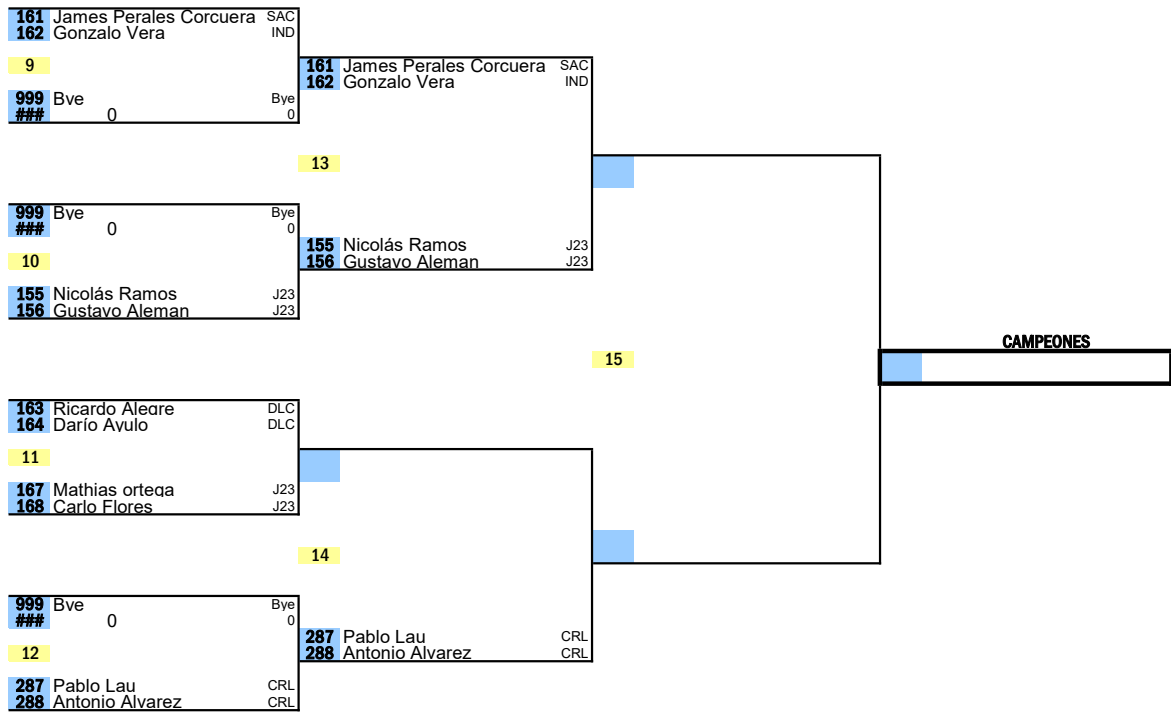 161 James Perales Corcuera SAC
162 Gonzalo Vera IND
9
999 Bye Bye
### 0 0
161 James Perales Corcuera SAC
162 Gonzalo Vera IND
13
999 Bye Bye
### 0 0
10
155 Nicolás Ramos J23
156 Gustavo Aleman J23
155 Nicolás Ramos J23
156 Gustavo Aleman J23
15
CAMPEONES
163 Ricardo Alegre DLC
164 Darío Ayulo DLC
11
167 Mathias ortega J23
168 Carlo Flores J23
14
999 Bye Bye
### 0 0
12
287 Pablo Lau CRL
288 Antonio Alvarez CRL
287 Pablo Lau CRL
288 Antonio Alvarez CRL